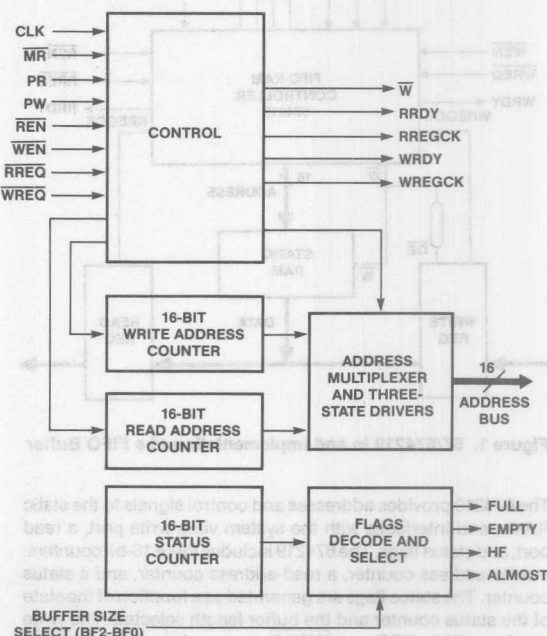 CLK
MR
PR
PW
REN
WEN
RREQ
WREQ
CONTROL
W
RRDY
RREGCK
WRDY
WREGCK
16-BIT
WRITE ADDRESS
COUNTER
16-BIT
READ ADDRESS
COUNTER
ADDRESS
MULTIPLEXER
AND THREE-
STATE DRIVERS
16
ADDRESS
BUS
16-BIT
STATUS
COUNTER
FLAGS
DECODE AND
SELECT
FULL
EMPTY
HF
ALMOST
BUFFER SIZE
SELECT (BF2-BF0)